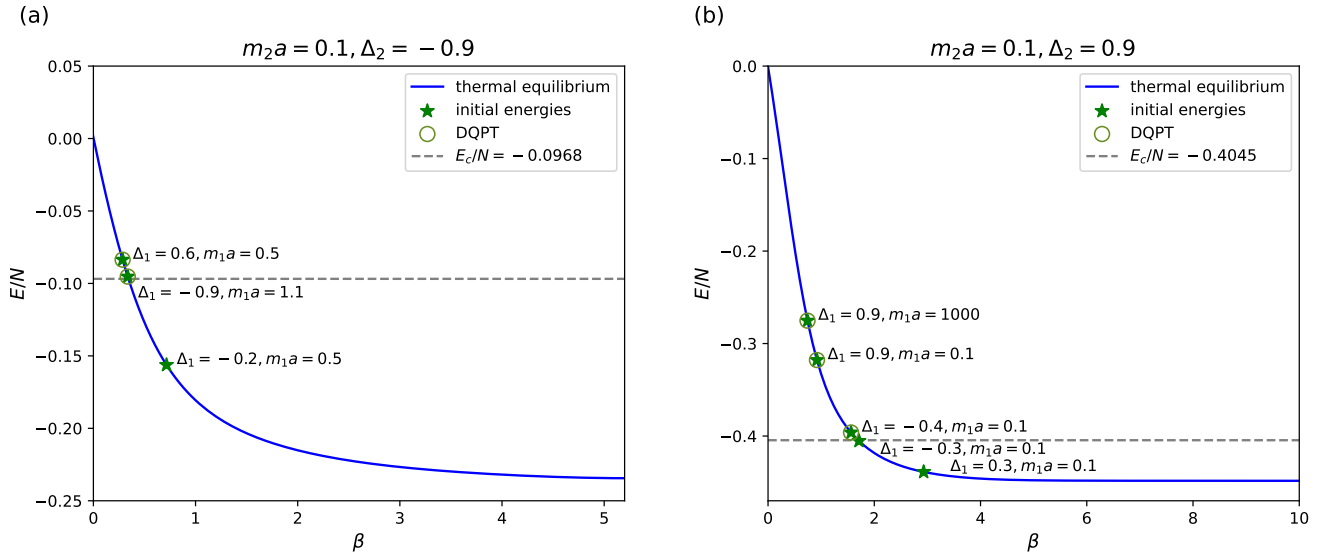 (a)
m₂a = 0.1, Δ₂ = −0.9
0.05
0.00
−0.05
−0.10
−0.15
−0.20
−0.25
E/N
0
1
2
3
4
5
β
thermal equilibrium
initial energies
DQPT
E_c/N = −0.0968
Δ₁ = 0.6, m₁a = 0.5
Δ₁ = −0.9, m₁a = 1.1
Δ₁ = −0.2, m₁a = 0.5
(b)
m₂a = 0.1, Δ₂ = 0.9
0.0
−0.1
−0.2
−0.3
−0.4
E/N
0
2
4
6
8
10
β
thermal equilibrium
initial energies
DQPT
E_c/N = −0.4045
Δ₁ = 0.9, m₁a = 1000
Δ₁ = 0.9, m₁a = 0.1
Δ₁ = −0.4, m₁a = 0.1
Δ₁ = −0.3, m₁a = 0.1
Δ₁ = 0.3, m₁a = 0.1